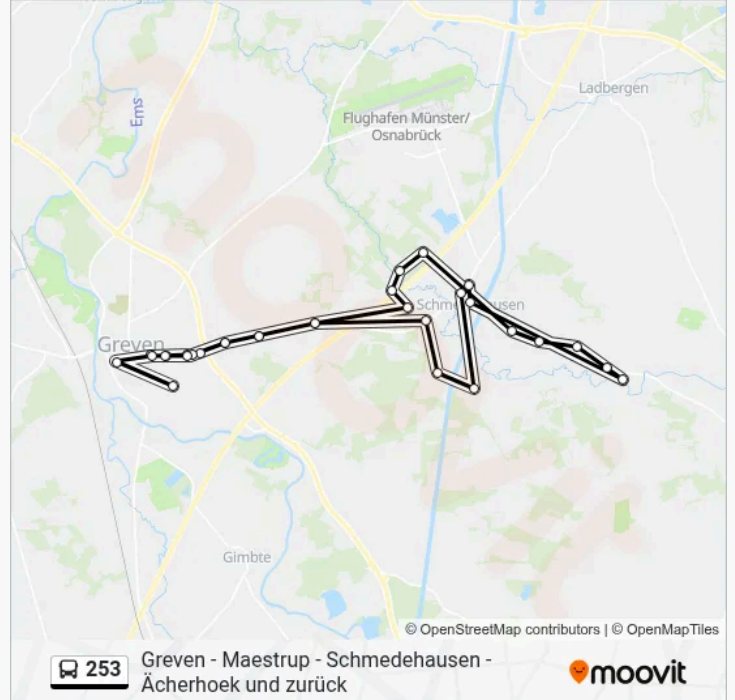 Ladbergen
Ems
Flughafen Münster/
Osnabrück
Schmedehausen
Greven
Gimbte
© OpenStreetMap contributors | © OpenMapTiles
253
Greven - Maestrup - Schmedehausen -
Ächerhoek und zurück
moovit